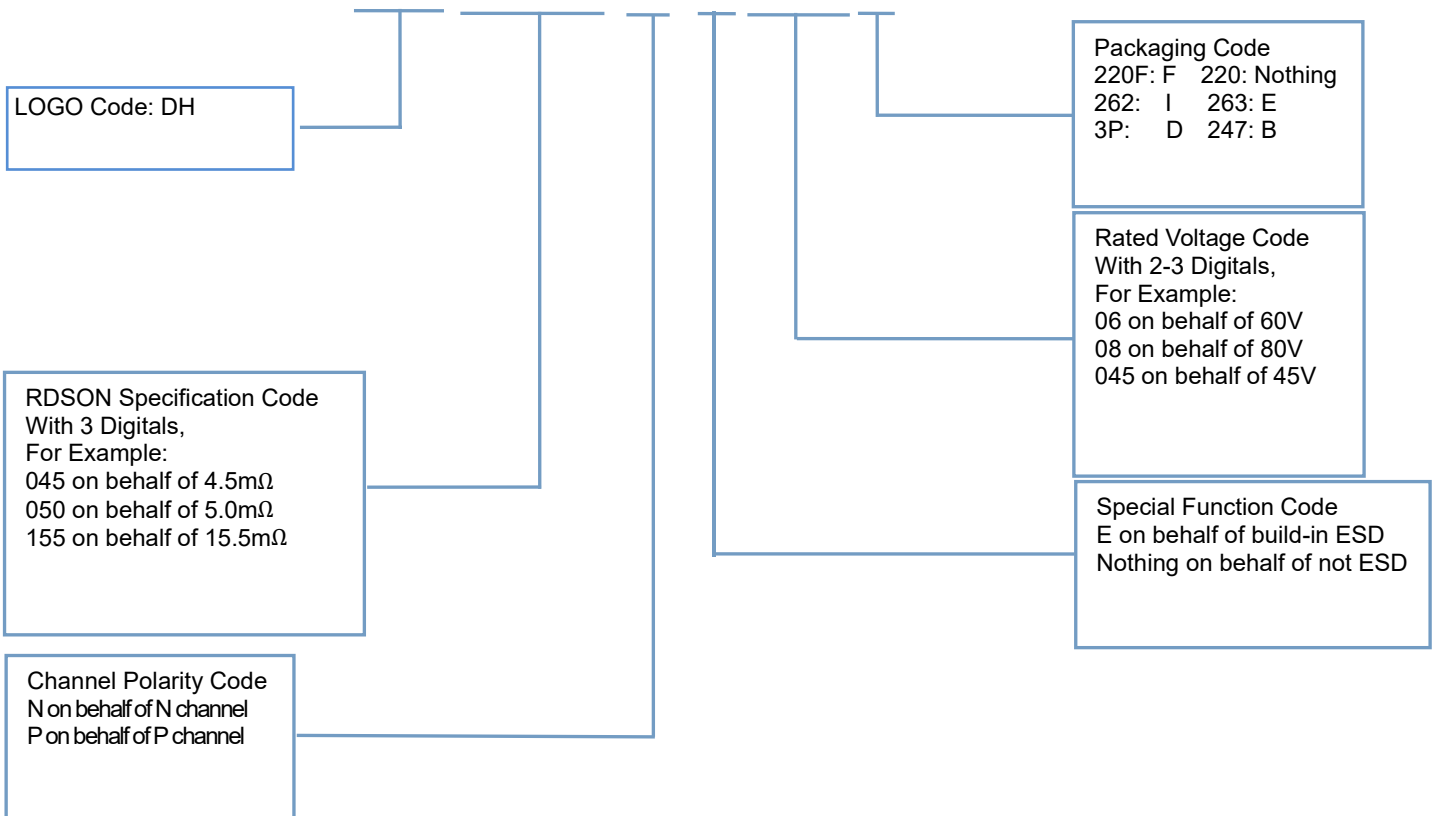 LOGO Code: DH
Packaging Code
220F: F 220: Nothing
262: I 263: E
3P: D 247: B
Rated Voltage Code
With 2-3 Digitals,
For Example:
06 on behalf of 60V
08 on behalf of 80V
045 on behalf of 45V
RDSON Specification Code
With 3 Digitals,
For Example:
045 on behalf of 4.5mΩ
050 on behalf of 5.0mΩ
155 on behalf of 15.5mΩ
Special Function Code
E on behalf of build-in ESD
Nothing on behalf of not ESD
Channel Polarity Code
N on behalf of N channel
P on behalf of P channel